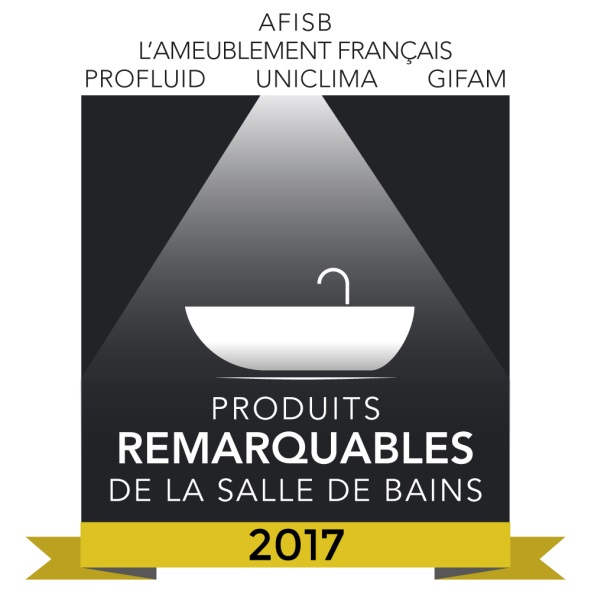 AFISB
L'AMEUBLEMENT FRANÇAIS
PROFLUID UNICLIMA GIFAM
PRODUITS
REMARQUABLES
DE LA SALLE DE BAINS
2017